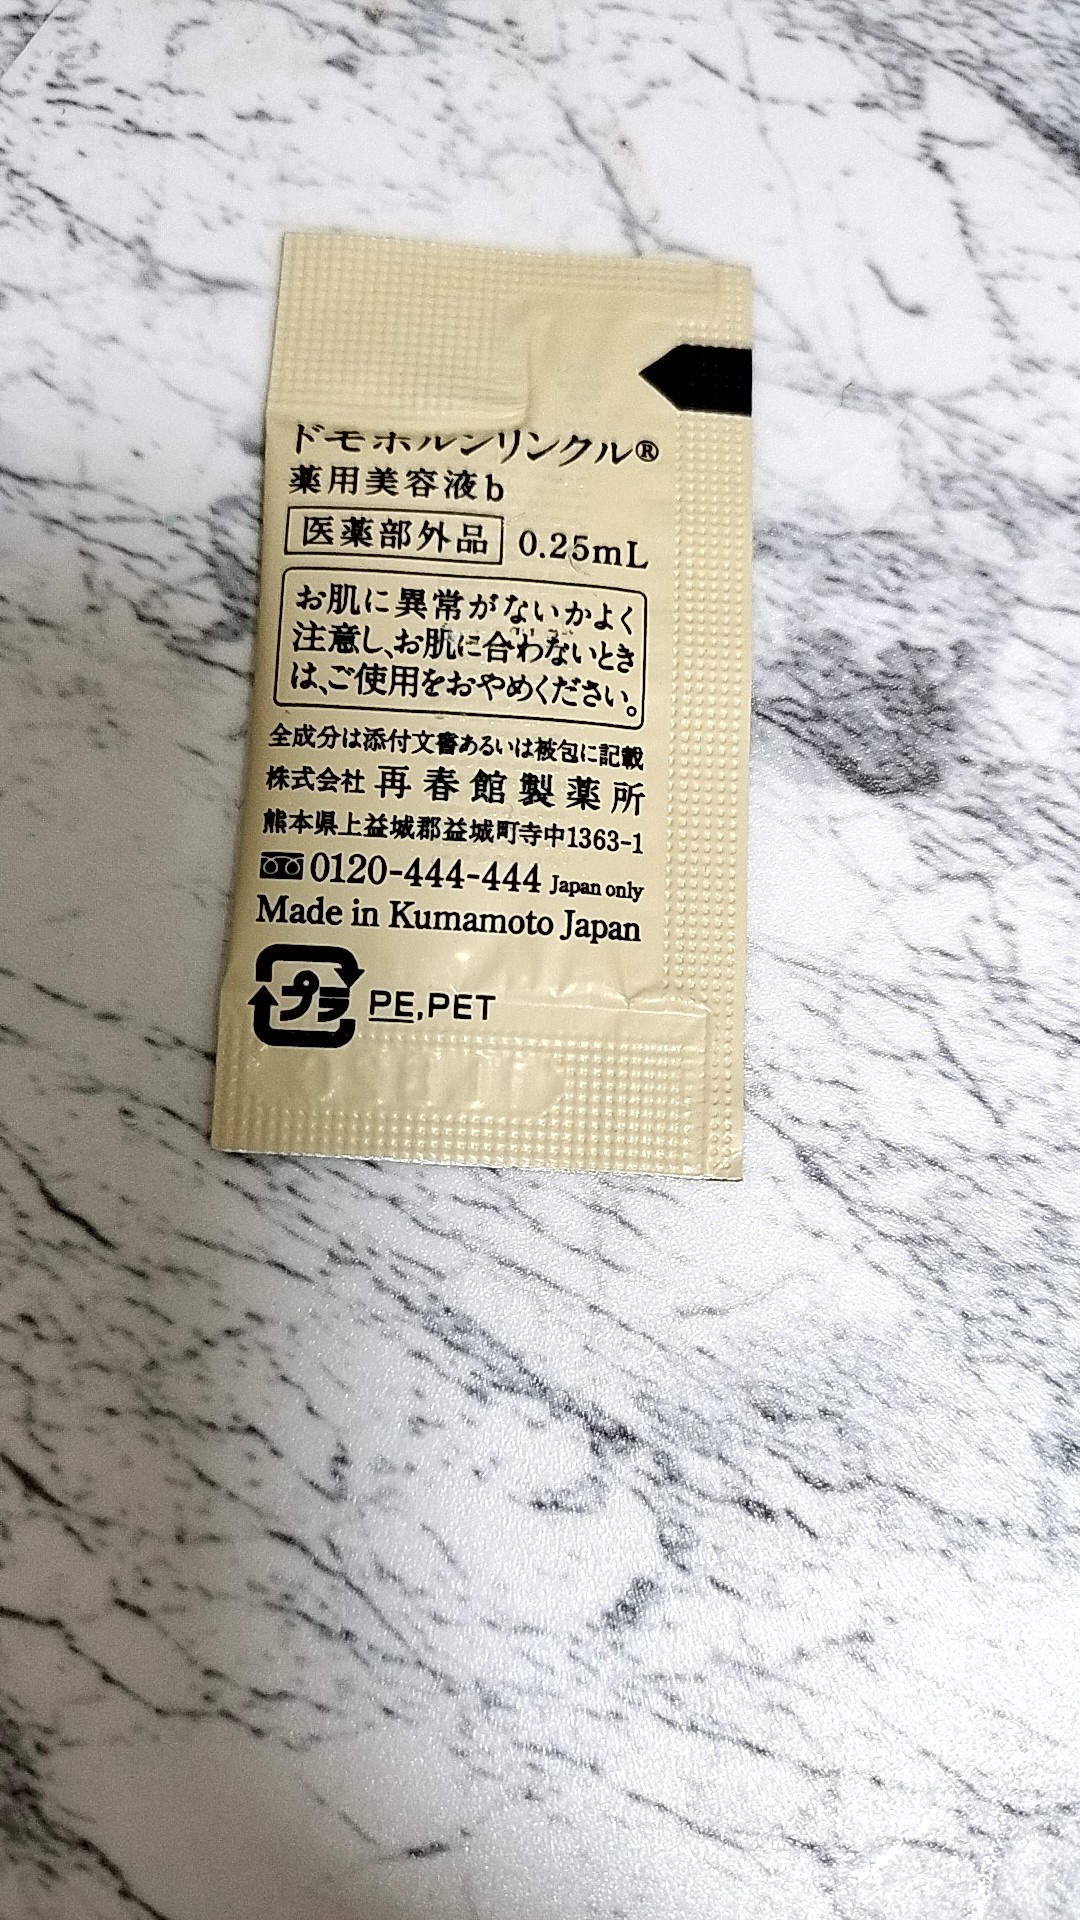 ドモホルンリンクル®
薬用美容液b
医薬部外品 0.25mL
お肌に異常がないかよく
注意し、お肌に合わないとき
は、ご使用をおやめください。
全成分は添付文書あるいは被包に記載
株式会社 再春館製薬所
熊本県上益城郡益城町寺中1363-1
0120-444-444 Japan only
Made in Kumamoto Japan
プラ PE,PET